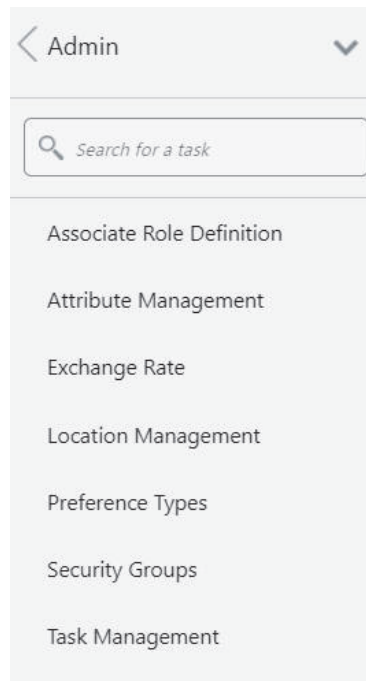 Admin
Search for a task
Associate Role Definition
Attribute Management
Exchange Rate
Location Management
Preference Types
Security Groups
Task Management